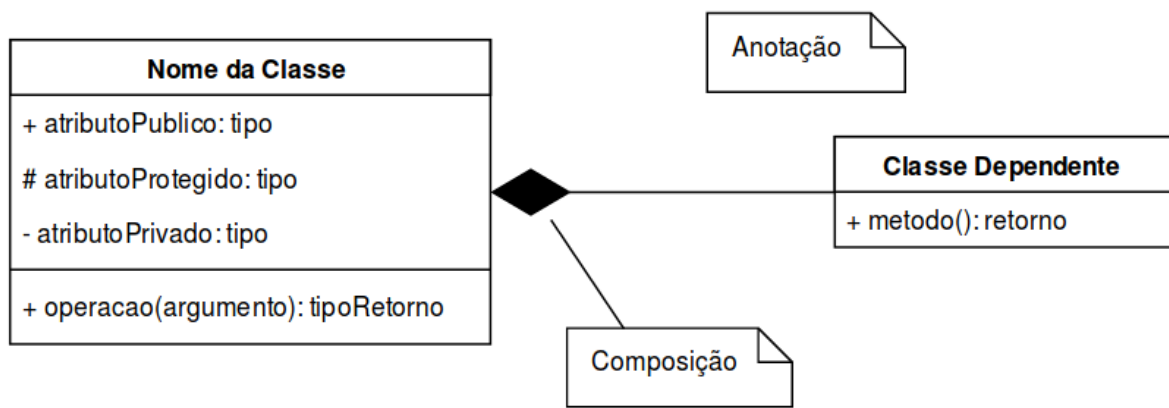 Nome da Classe
+ atributoPublico: tipo
# atributoProtegido: tipo
- atributoPrivado: tipo
+ operacao(argumento): tipoRetorno
Anotação
Classe Dependente
+ metodo(): retorno
Composição